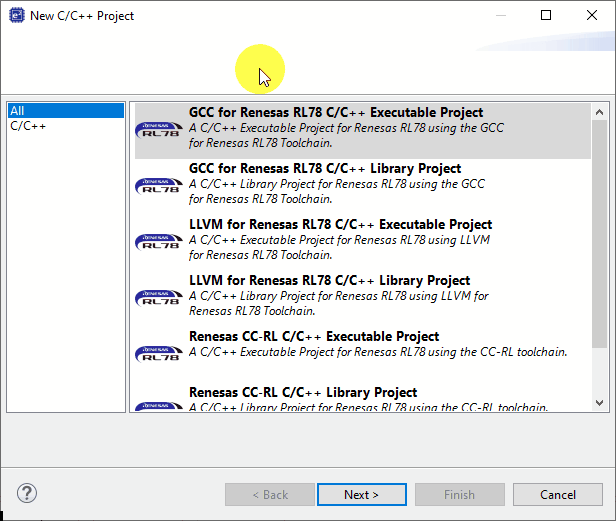 New C/C++ Project
All
C/C++
GCC for Renesas RL78 C/C++ Executable Project
A C/C++ Executable Project for Renesas RL78 using the GCC
for Renesas RL78 Toolchain.
GCC for Renesas RL78 C/C++ Library Project
A C/C++ Library Project for Renesas RL78 using the GCC
for Renesas RL78 Toolchain.
LLVM for Renesas RL78 C/C++ Executable Project
A C/C++ Executable Project for Renesas RL78 using LLVM
for Renesas RL78 Toolchain.
LLVM for Renesas RL78 C/C++ Library Project
A C/C++ Library Project for Renesas RL78 using LLVM for
Renesas RL78 Toolchain.
Renesas CC-RL C/C++ Executable Project
A C/C++ Executable Project for Renesas RL78 using the CC-RL toolchain.
Renesas CC-RL C/C++ Library Project
A C/C++ Library Project for Renesas RL78 using the CC-RL toolchain.
RENESAS
RL78
RENESAS
RL78
RENESAS
RL78
RENESAS
RL78
RENESAS
RL78
RENESAS
? < Back Next > Finish Cancel